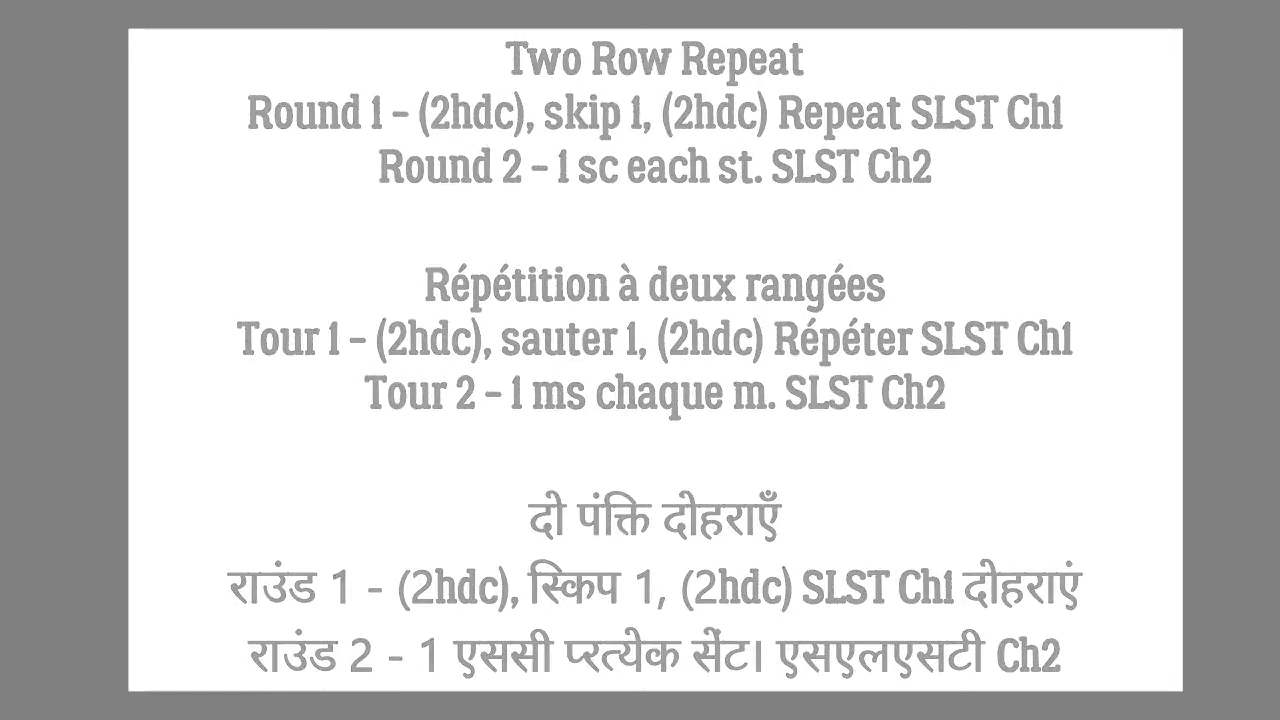 Two Row Repeat
Round 1 - (2hdc), skip 1, (2hdc) Repeat SLST Ch1
Round 2 - 1 sc each st. SLST Ch2
Répétition à deux rangées
Tour 1 - (2hdc), sauter 1, (2hdc) Répéter SLST Ch1
Tour 2 - 1 ms chaque m. SLST Ch2
दो पंक्ति दोहराएँ
राउंड 1 - (2hdc), स्किप 1, (2hdc) SLST Ch1 दोहराएं
राउंड 2 - 1 एससी प्रत्येक सेंट। एसएलएसटी Ch2